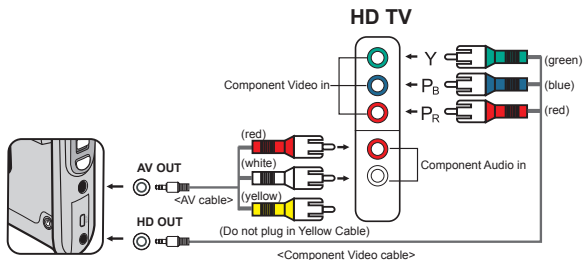 HD TV
Y
(green)
Component Video in
PB
(blue)
PR
(red)
(red)
(white)
Component Audio in
AV OUT
<AV cable>
(yellow)
HD OUT
(Do not plug in Yellow Cable)
<Component Video cable>